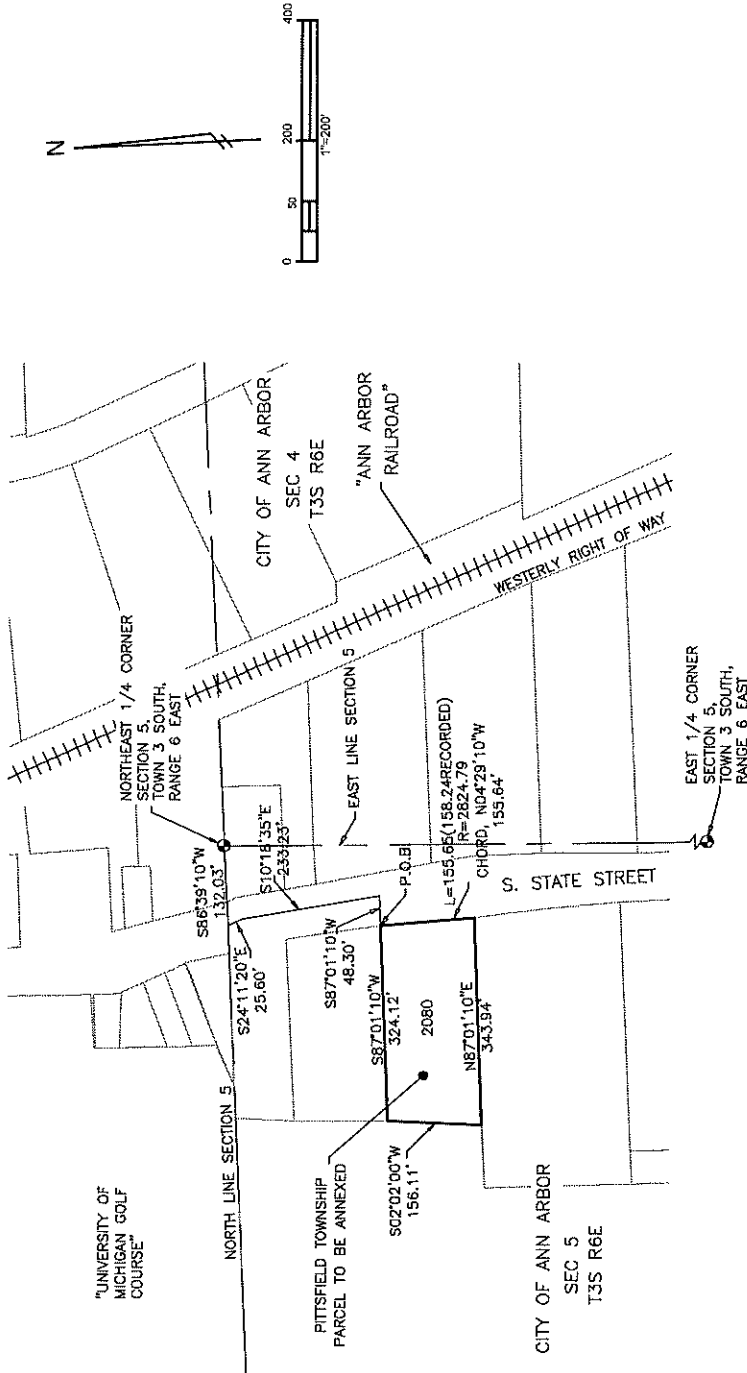 N
0
50
200
400
1"=200'
"UNIVERSITY OF
MICHIGAN GOLF
COURSE"
NORTH LINE SECTION 5
NORTHEAST 1/4 CORNER
SECTION 5,
TOWN 3 SOUTH,
RANGE 6 EAST
CITY OF ANN ARBOR
SEC 4
T3S R6E
"ANN ARBOR
RAILROAD"
WESTERLY RIGHT OF WAY
S86°39'10"W
132.03'
S24°11'20"E
25.60'
S10°18'35"E
233.23'
EAST LINE SECTION 5
S87°01'10"W
48.30'
P.O.B.
L=155.65(158.24RECORDED)
R=2824.79
CHORD, N04°29'10"W
155.64'
S. STATE STREET
PITTSFIELD TOWNSHIP
PARCEL TO BE ANNEXED
S87°01'10"W
324.12'
2080
N87°01'10"E
343.94'
S02°02'00"W
156.11'
CITY OF ANN ARBOR
SEC 5
T3S R6E
EAST 1/4 CORNER
SECTION 5,
TOWN 3 SOUTH,
RANGE 6 EAST